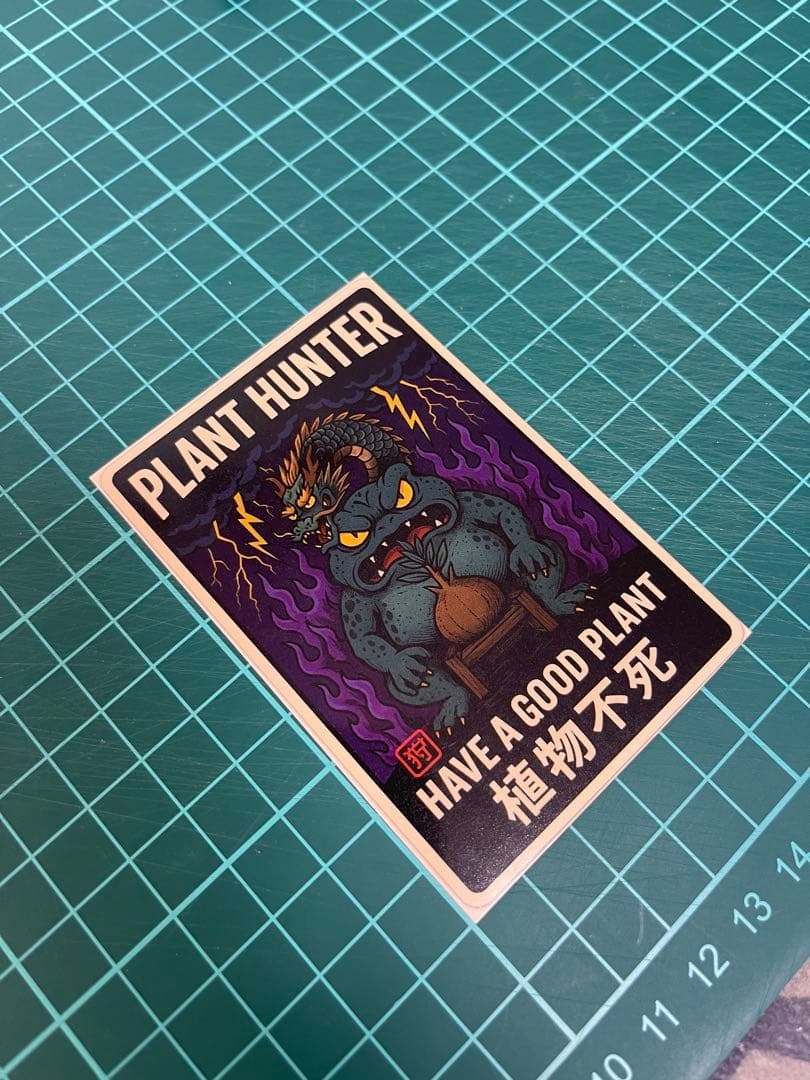 PLANT HUNTER
狩
HAVE A GOOD PLANT
植物不死
10 11 12 13 14